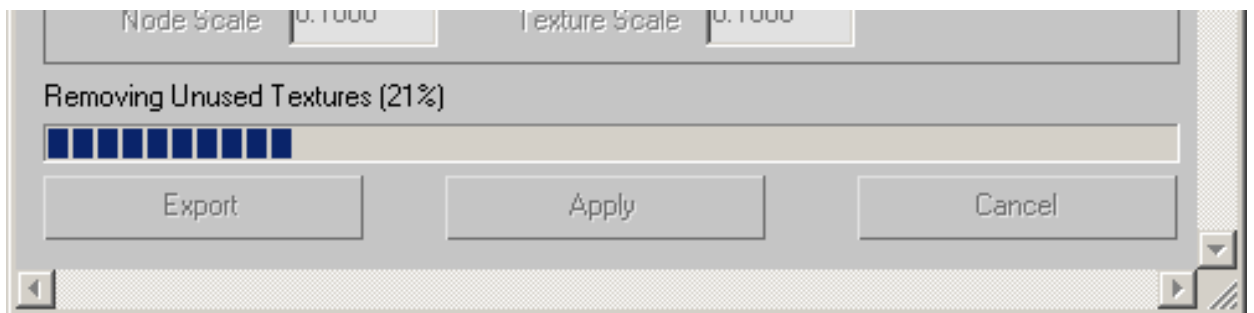 Node Scale 0.1000 Texture Scale 0.1000
Removing Unused Textures (21%)
Export Apply Cancel